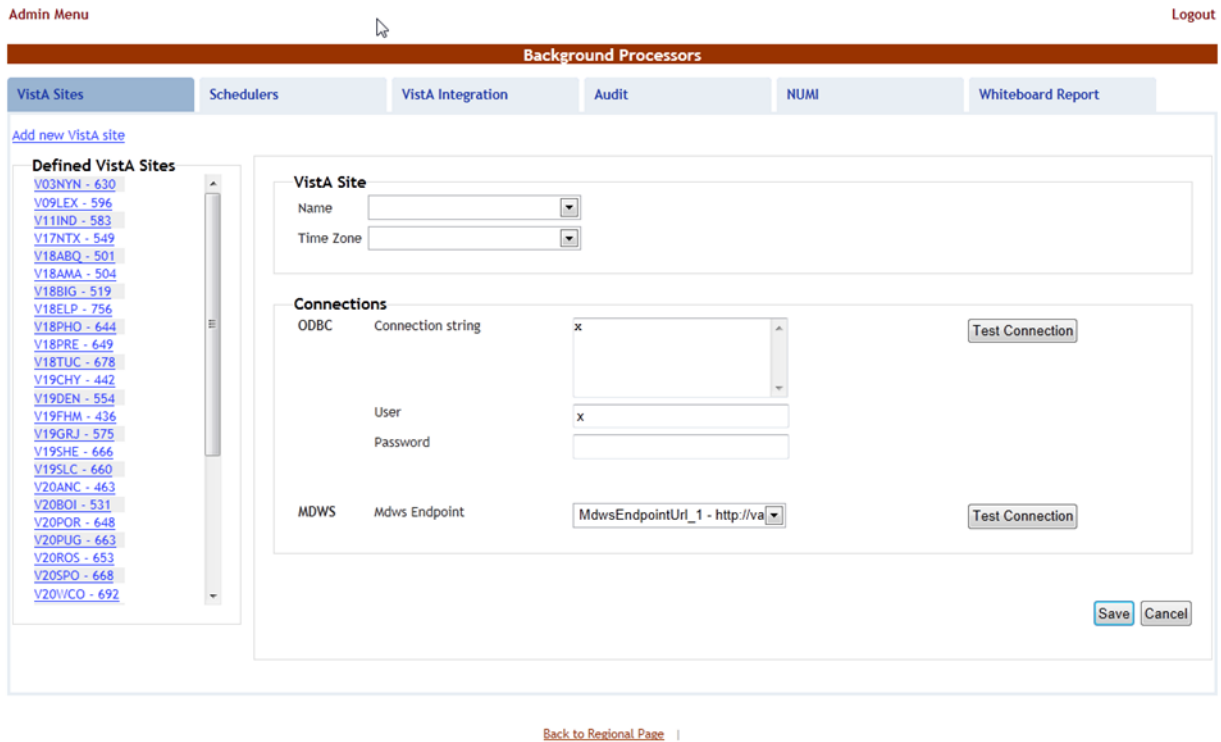 Admin Menu Logout
Background Processors
VistA Sites Schedulers VistA Integration Audit NUMI Whiteboard Report
Add new VistA site
Defined VistA Sites
V03NYN - 630
V09LEX - 596
V11IND - 583
V17NTX - 549
V18ABQ - 501
V18AMA - 504
V18BIG - 519
V18ELP - 756
V18PHO - 644
V18PRE - 649
V18TUC - 678
V19CHY - 442
V19DEN - 554
V19FHM - 436
V19GRJ - 575
V19SHE - 666
V19SLC - 660
V20ANC - 463
V20BOI - 531
V20POR - 648
V20PUG - 663
V20ROS - 653
V20SPO - 668
V20WCO - 692
VistA Site
Name
Time Zone
Connections
ODBC Connection string x Test Connection
User x
Password
MDWS Mdws Endpoint MdwsEndpointUrl_1 - http://va Test Connection
Save Cancel
Back to Regional Page |